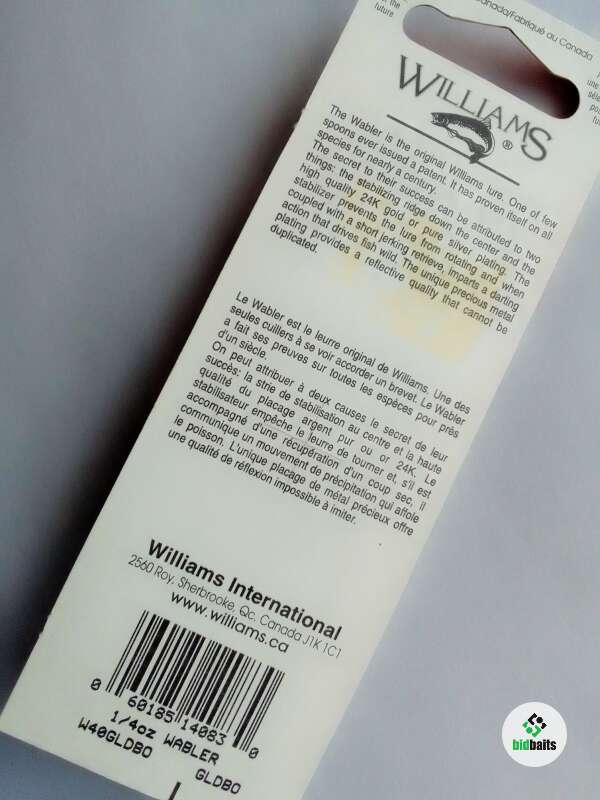 Canada/Fabriqué au Canada
the
future
une
WILLIAMS
®
The Wabler is the original Williams lure. One of few
spoons ever issued a patent. It has proven itself on all
species for nearly a century.
The secret to their success can be attributed to two
things: the stabilizing ridge down the center and the
high quality 24K gold or pure silver plating. The
stabilizer prevents the lure from rotating and when
coupled with a short jerking retrieve, imparts a darting
action that drives fish wild. The unique precious metal
plating provides a reflective quality that cannot be
duplicated.
Le Wabler est le leurre original de Williams. Une des
seules cuillers à se voir accorder un brevet. Le Wabler
a fait ses preuves sur toutes les espèces pour près
d'un siècle.
On peut attribuer à deux causes le secret de leur
succès: la strie de stabilisation au centre et la haute
qualité du placage argent pur ou or 24K. Le
stabilisateur empêche le leurre de tourner et, s'il est
accompagné d'une récupération d'un coup sec, il
communique un mouvement de précipitation qui affole
le poisson. L'unique placage de métal précieux offre
une qualité de réflexion impossible à imiter.
Williams International
2560 Roy, Sherbrooke, Qc, Canada J1K 1C1
www.williams.ca
0 60185 14083 0
1/4oz WABLER
W40GLDBO GLDBO
bidbaits